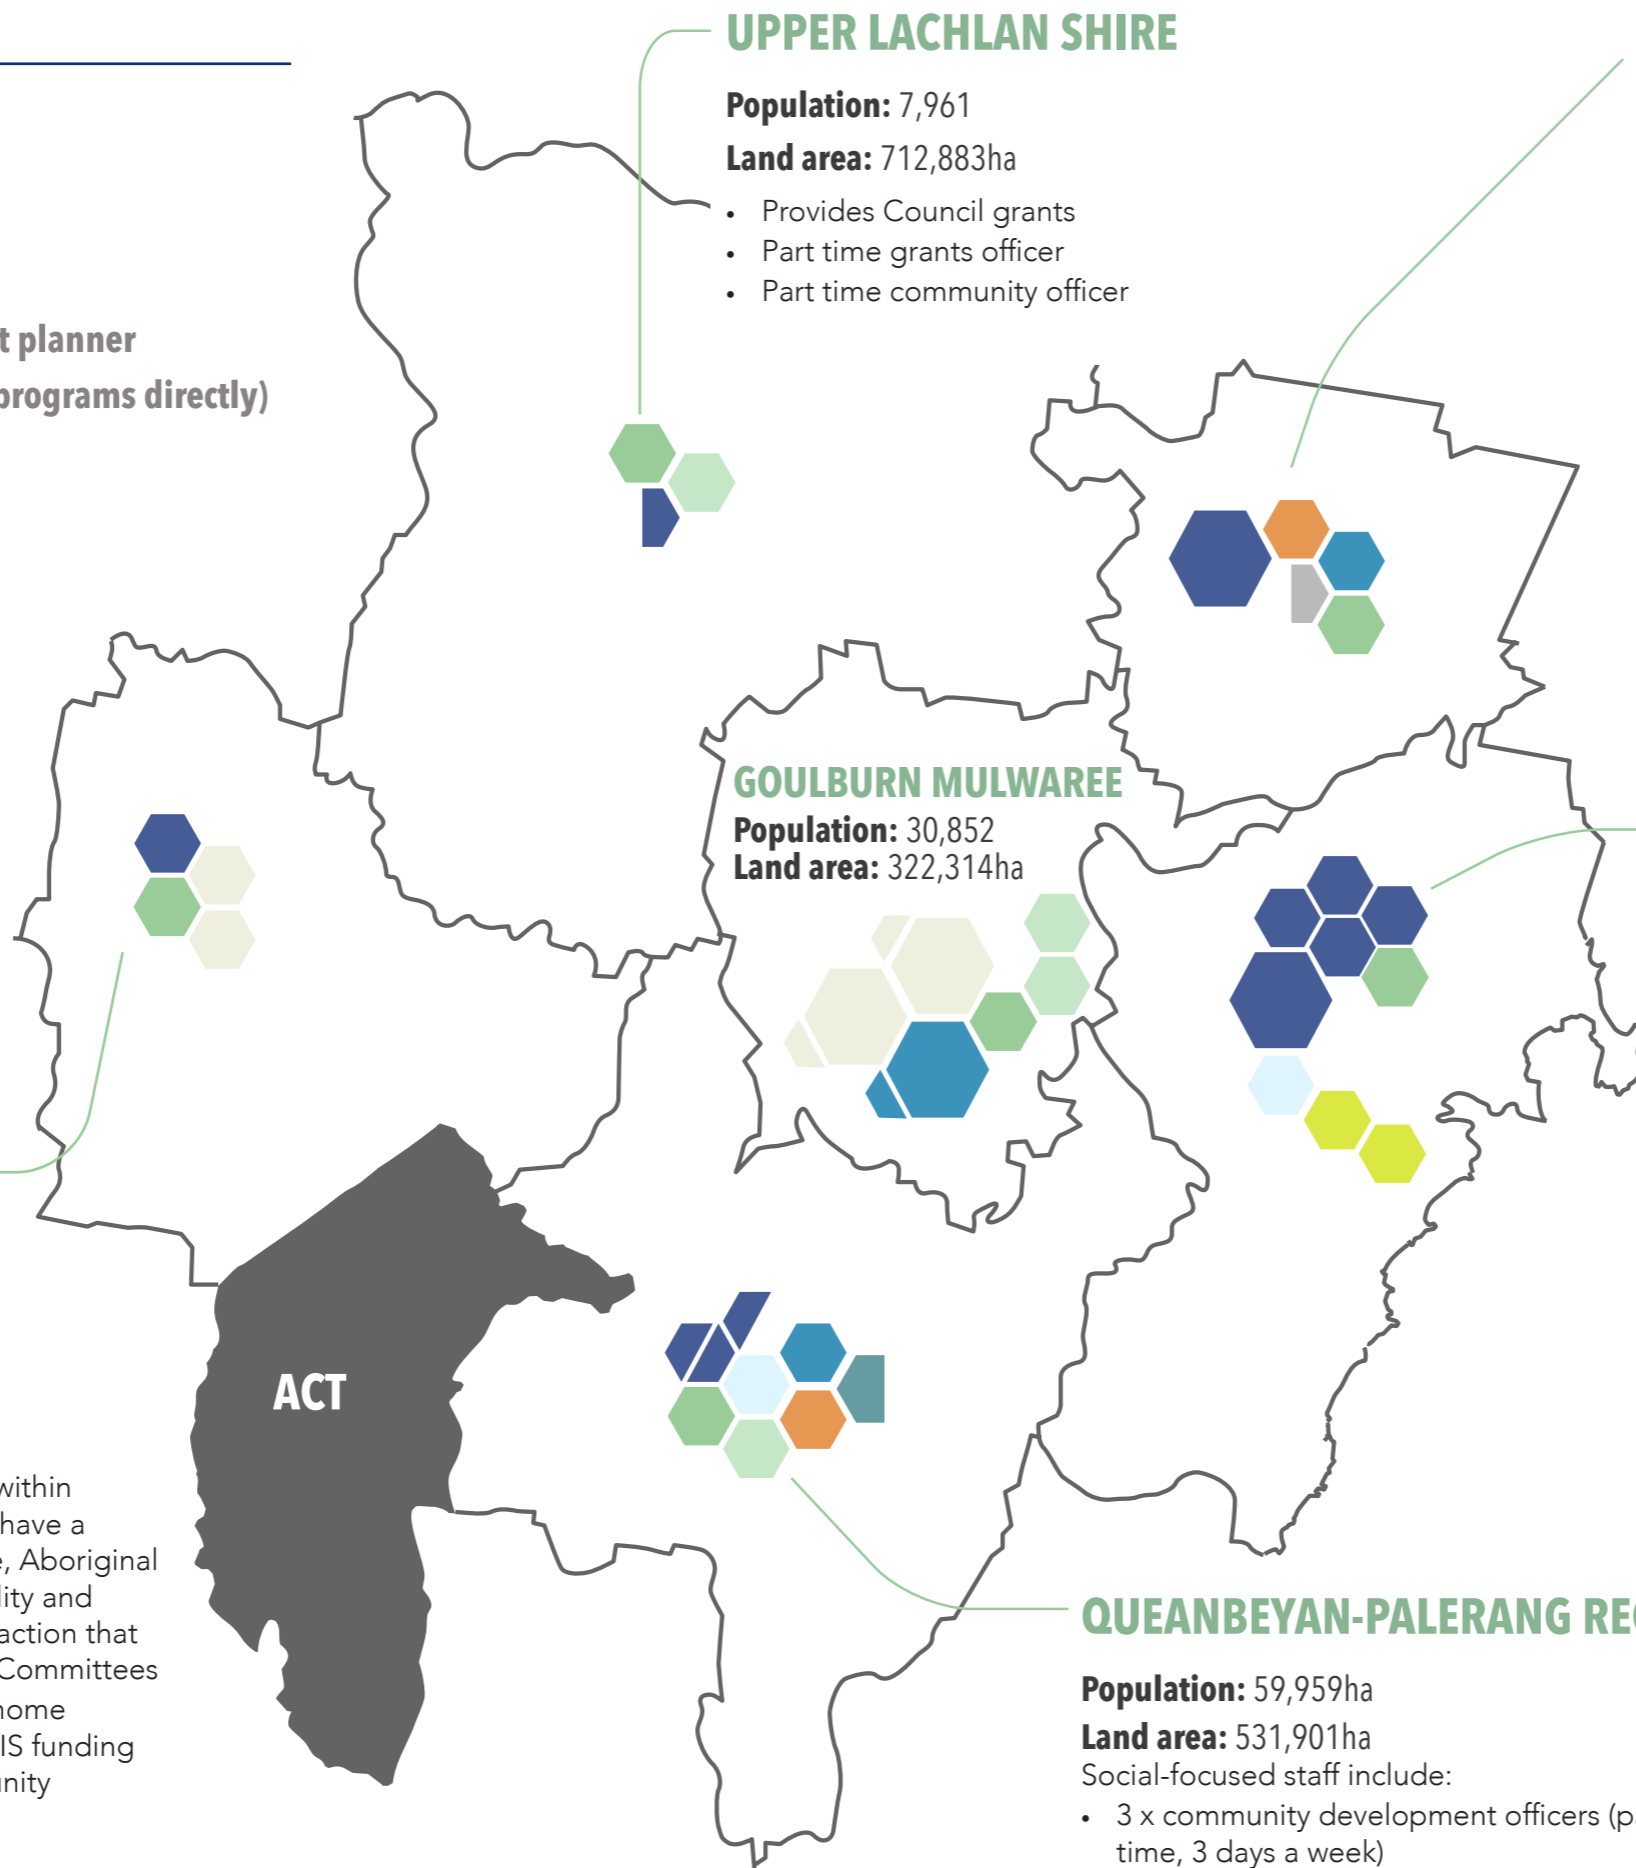 UPPER LACHLAN SHIRE
Population: 7,961
Land area: 712,883ha
• Provides Council grants
• Part time grants officer
• Part time community officer
t planner
programs directly)
GOULBURN MULWAREE
Population: 30,852
Land area: 322,314ha
ACT
within
have a
e, Aboriginal
lity and
action that
Committees
home
IS funding
unity
QUEANBEYAN-PALERANG REG
Population: 59,959ha
Land area: 531,901ha
Social-focused staff include:
• 3 x community development officers (pa
time, 3 days a week)